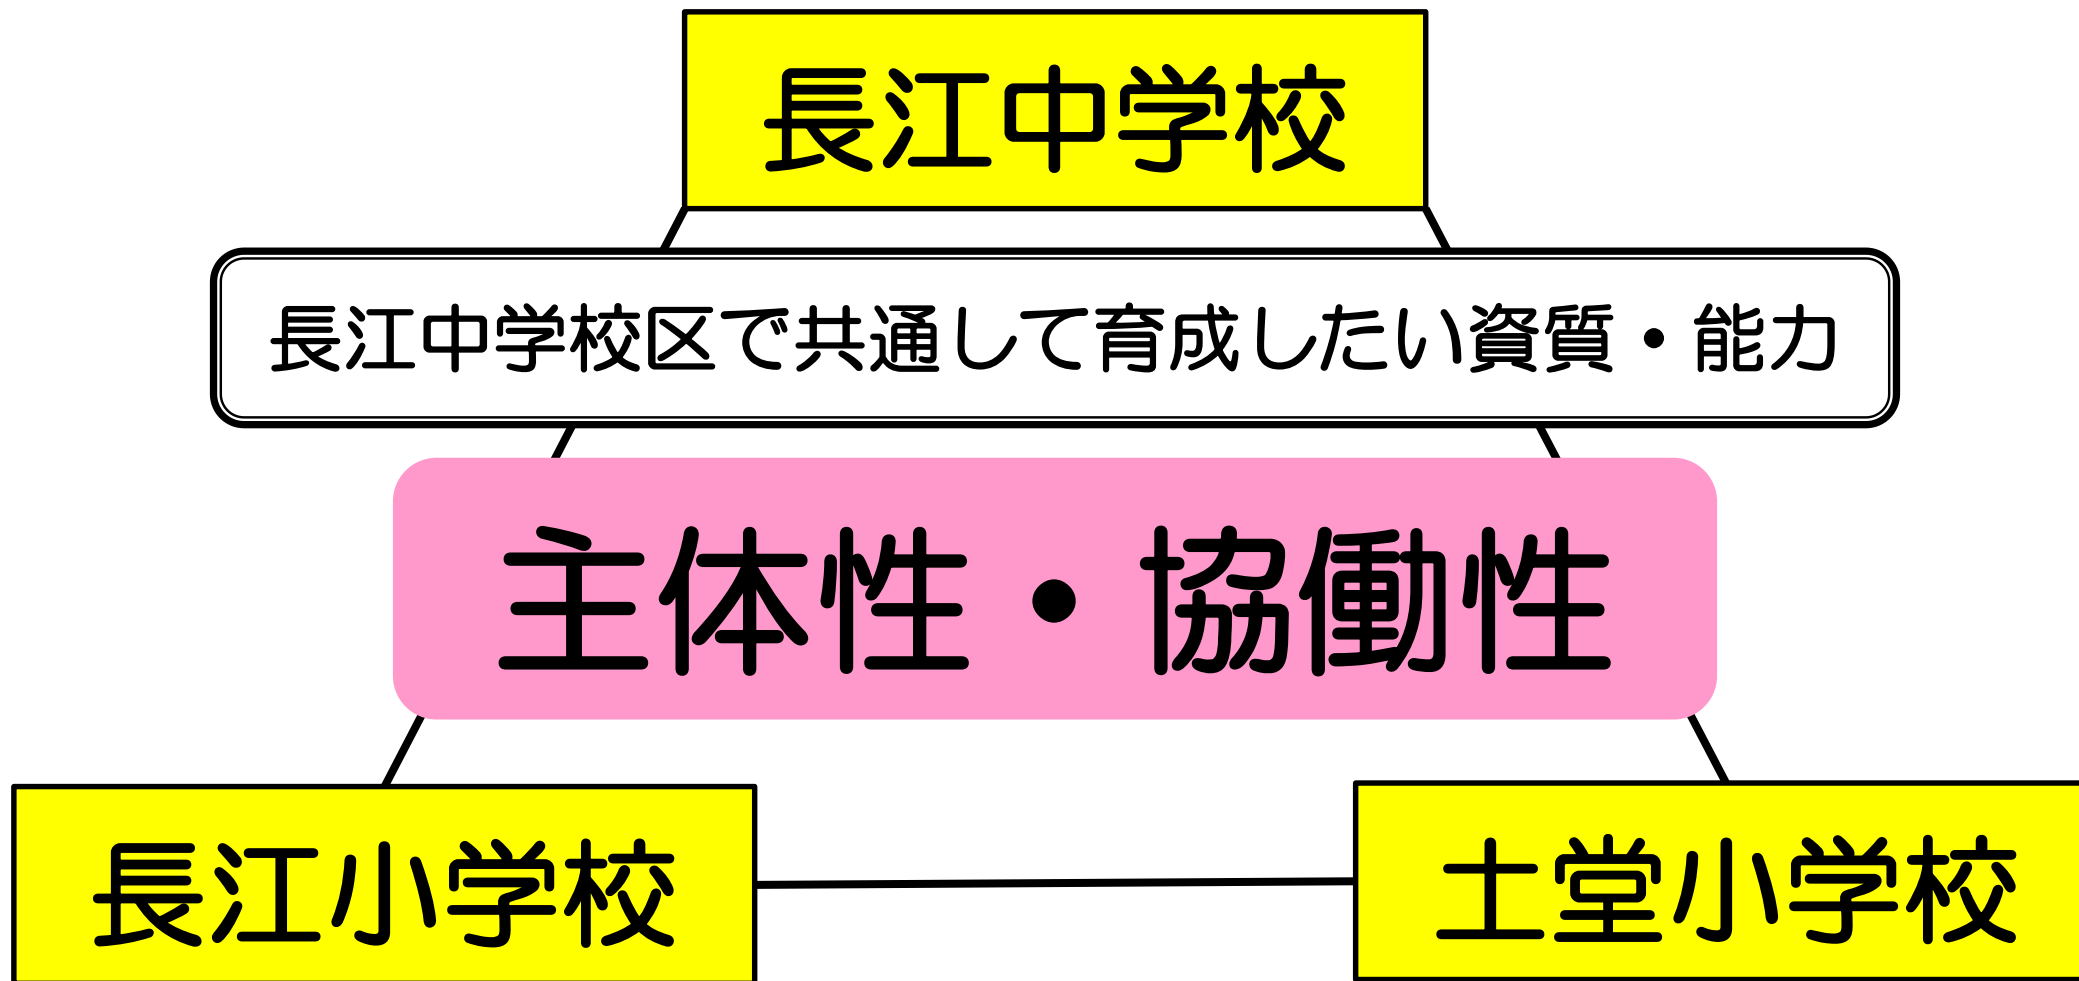 長江中学校
長江中学校区で共通して育成したい資質・能力
主体性・協働性
長江小学校
土堂小学校